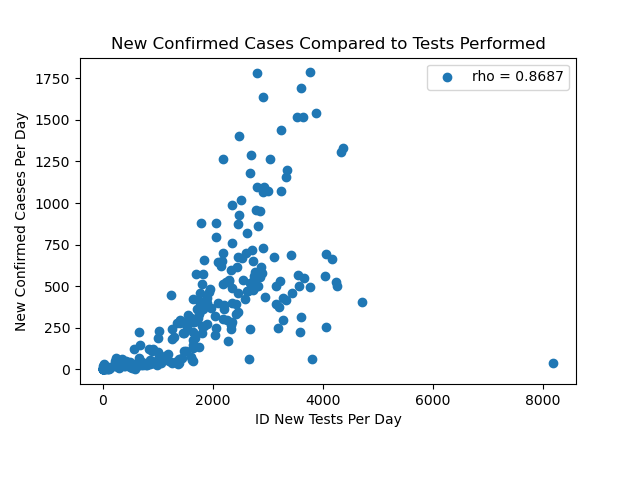 New Confirmed Cases Compared to Tests Performed
rho = 0.8687
New Confirmed Caeses Per Day
1750
1500
1250
1000
750
500
250
0
0 2000 4000 6000 8000
ID New Tests Per Day